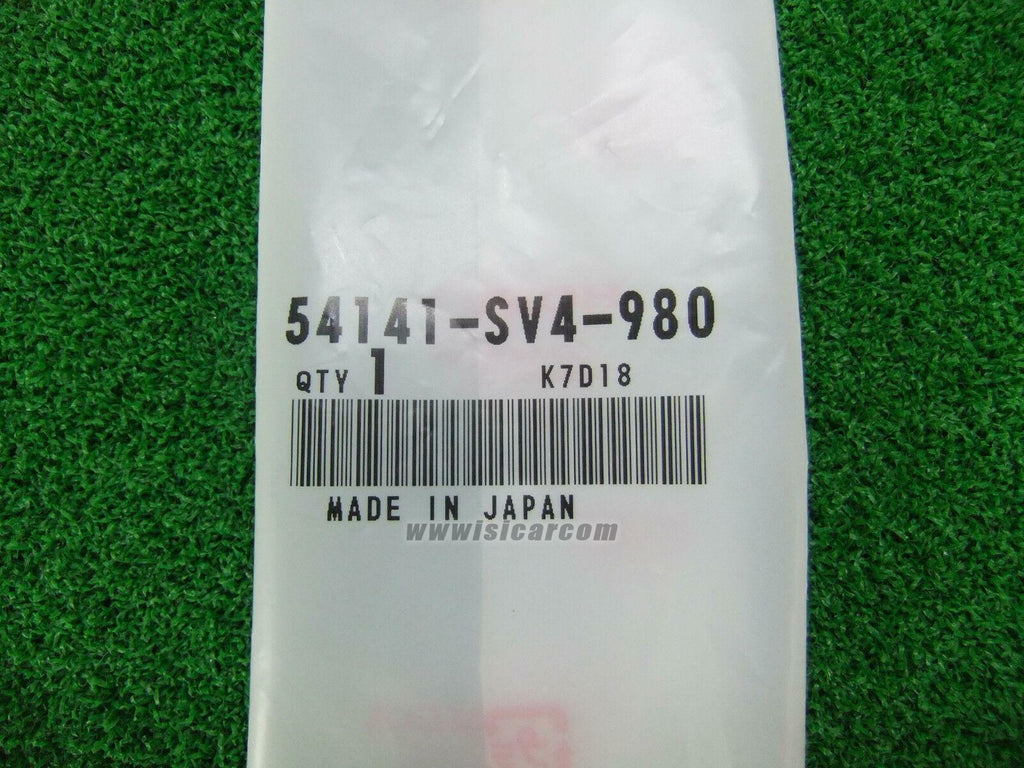 54141-SV4-980
QTY 1 K7D18
MADE IN JAPAN
wwwisicarcom